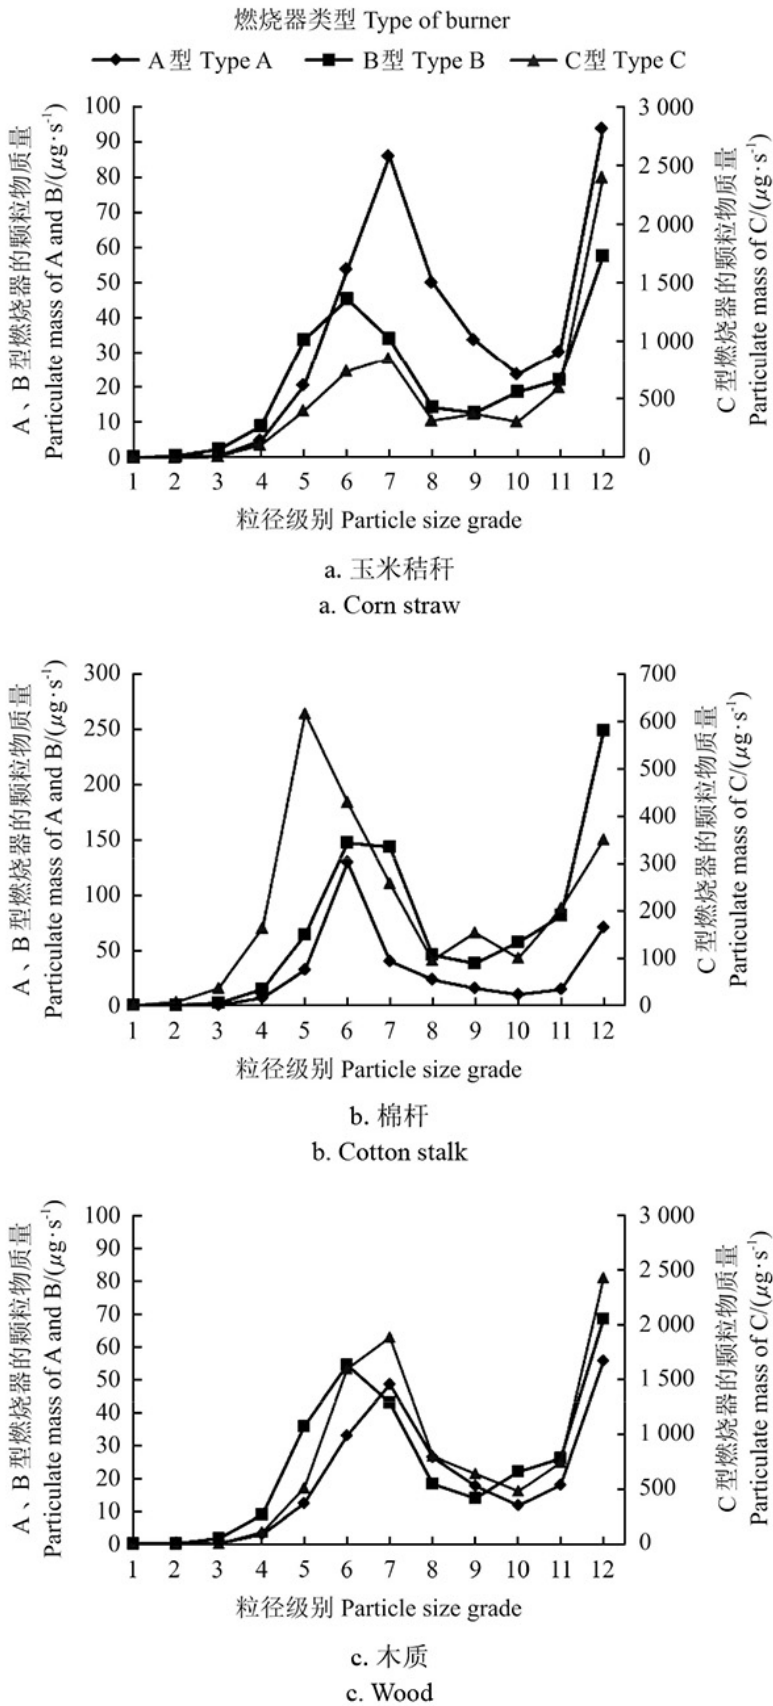 燃烧器类型 Type of burner
A型 Type A B型 Type B C型 Type C
A、B型燃烧器的颗粒物质量
Particulate mass of A and B/(μg·s⁻¹)
100
90
80
70
60
50
40
30
20
10
0
3 000
2 500
2 000
1 500
1 000
500
0
C型燃烧器的颗粒物质量
Particulate mass of C/(μg·s⁻¹)
1 2 3 4 5 6 7 8 9 10 11 12
粒径级别 Particle size grade
a. 玉米秸秆
a. Corn straw
A、B型燃烧器的颗粒物质量
Particulate mass of A and B/(μg·s⁻¹)
300
250
200
150
100
50
0
700
600
500
400
300
200
100
0
C型燃烧器的颗粒物质量
Particulate mass of C/(μg·s⁻¹)
1 2 3 4 5 6 7 8 9 10 11 12
粒径级别 Particle size grade
b. 棉杆
b. Cotton stalk
A、B型燃烧器的颗粒物质量
Particulate mass of A and B/(μg·s⁻¹)
100
90
80
70
60
50
40
30
20
10
0
3 000
2 500
2 000
1 500
1 000
500
0
C型燃烧器的颗粒物质量
Particulate mass of C/(μg·s⁻¹)
1 2 3 4 5 6 7 8 9 10 11 12
粒径级别 Particle size grade
c. 木质
c. Wood